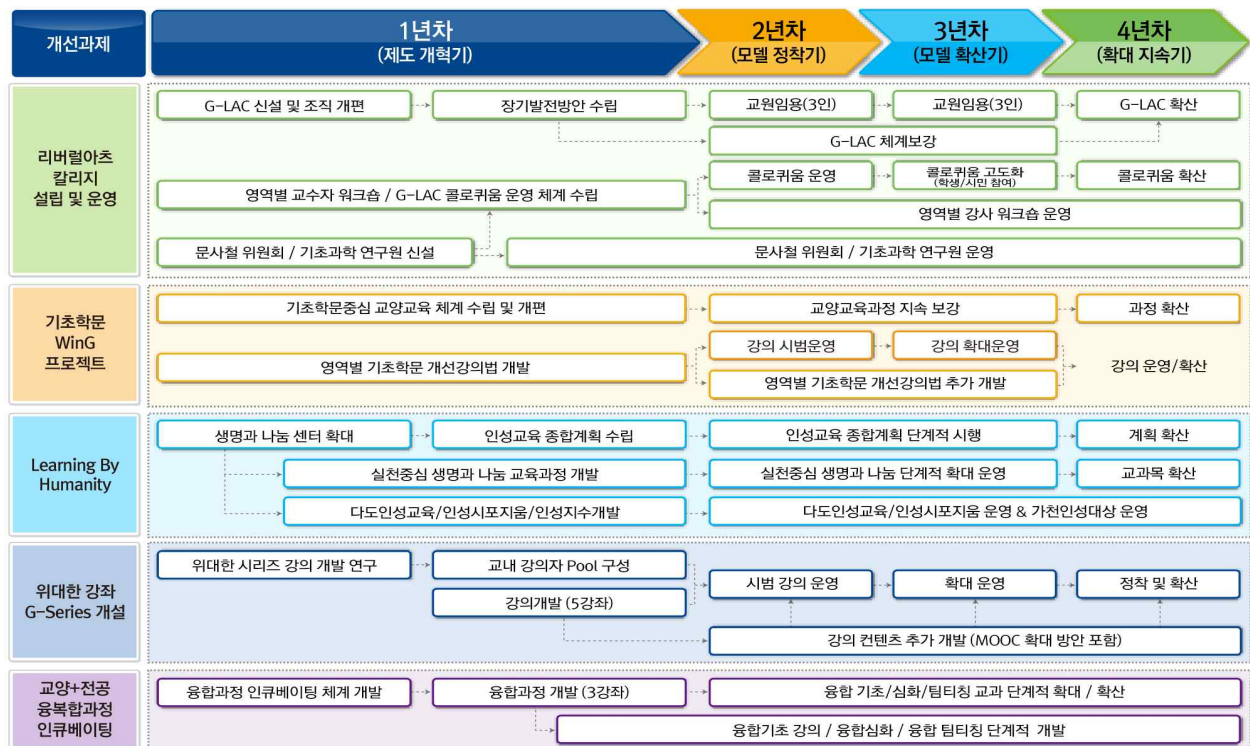 개선과제
1년차
(제도 개혁기)
2년차
(모델 정착기)
3년차
(모델 확산기)
4년차
(확대 지속기)
리버럴아츠
칼리지
설립 및 운영
G-LAC 신설 및 조직 개편
장기발전방안 수립
교원임용(3인)
교원임용(3인)
G-LAC 확산
G-LAC 체계보강
영역별 교수자 워크숍 / G-LAC 콜로퀴움 운영 체계 수립
콜로퀴움 운영
콜로퀴움 고도화
(학생/시민 참여)
콜로퀴움 확산
영역별 강사 워크숍 운영
문사철 위원회 / 기초과학 연구원 신설
문사철 위원회 / 기초과학 연구원 운영
기초학문
WinG
프로젝트
기초학문중심 교양교육 체계 수립 및 개편
교양교육과정 지속 보강
과정 확산
영역별 기초학문 개선강의법 개발
강의 시범운영
강의 확대운영
영역별 기초학문 개선강의법 추가 개발
강의 운영/확산
Learning By
Humanity
생명과 나눔 센터 확대
인성교육 종합계획 수립
인성교육 종합계획 단계적 시행
계획 확산
실천중심 생명과 나눔 교육과정 개발
실천중심 생명과 나눔 단계적 확대 운영
교과목 확산
다도인성교육/인성시포지움/인성지수개발
다도인성교육/인성시포지움 운영 & 가천인성대상 운영
위대한 강좌
G-Series 개설
위대한 시리즈 강의 개발 연구
교내 강의자 Pool 구성
강의개발 (5강좌)
시범 강의 운영
확대 운영
정착 및 확산
강의 컨텐츠 추가 개발 (MOOC 확대 방안 포함)
교양+전공
융복합과정
인큐베이팅
융합과정 인큐베이팅 체계 개발
융합과정 개발 (3강좌)
융합 기초/심화/팀티칭 교과 단계적 확대 / 확산
융합기초 강의 / 융합심화 / 융합 팀티칭 단계적 개발